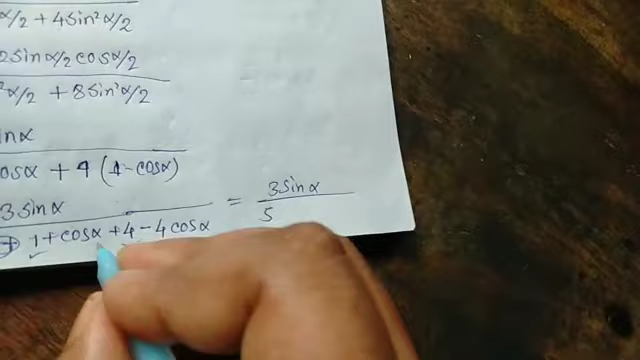 α/2 + 4sin²α/2
2sinα/2 cosα/2
²α/2 + 8sin²α/2
inα
osα + 4 (1-cosα)
3sinα = 3sinα
1+cosα +4-4cosα 5